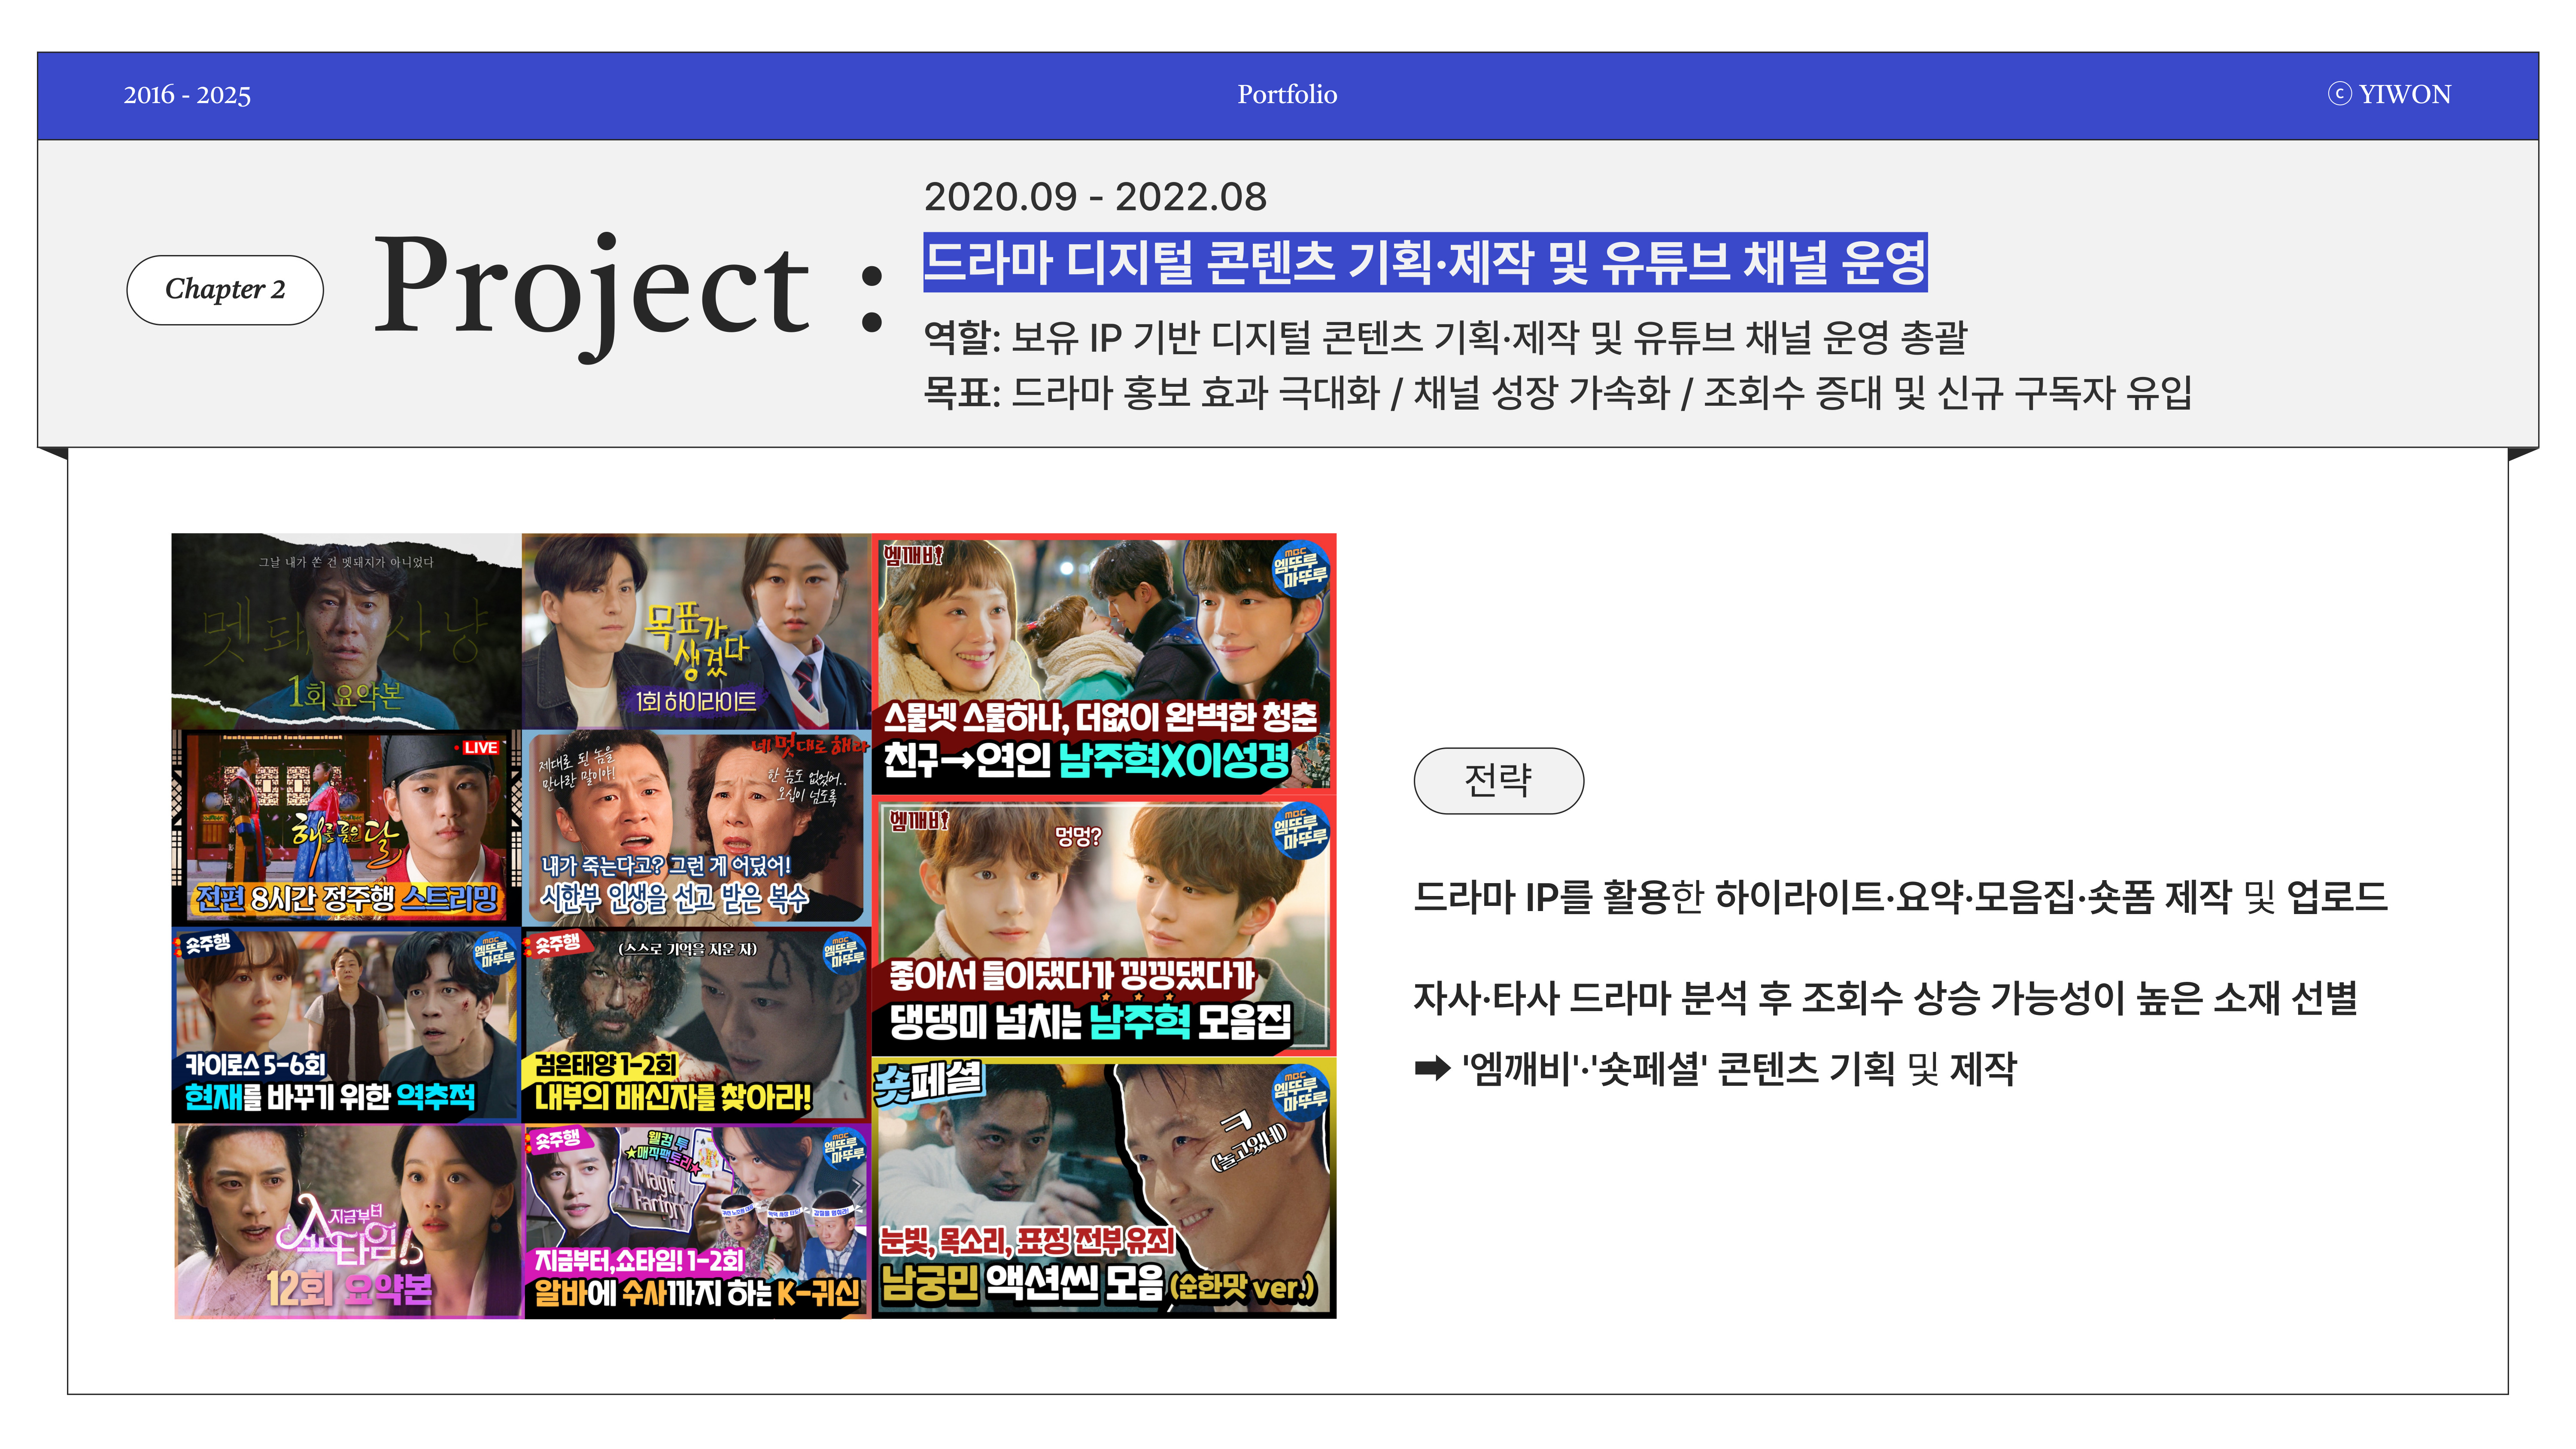 2016 - 2025
Portfolio
ⓒ YIWON
Chapter 2
Project :
2020.09 - 2022.08
드라마 디지털 콘텐츠 기획·제작 및 유튜브 채널 운영
역할: 보유 IP 기반 디지털 콘텐츠 기획·제작 및 유튜브 채널 운영 총괄
목표: 드라마 홍보 효과 극대화 / 채널 성장 가속화 / 조회수 증대 및 신규 구독자 유입
그날 내가 쏜 건 멧돼지가 아니었다
멧돼지사냥
1회 요약본
목표가
생겼다
1회 하이라이트
LIVE
해를 품은 달
전편 8시간 정주행 스트리밍
네 멋대로 해라
제대로 된 놈을
만나란 말이야!
한 놈도 없었어..
오십이 넘도록
내가 죽는다고? 그런 게 어딨어!
시한부 인생을 선고 받은 복수
숏주행
mbc
엠뚜루
마뚜루
카이로스 5-6회
현재를 바꾸기 위한 역추적
숏주행
(스스로 기억을 지운 자)
mbc
엠뚜루
마뚜루
검은태양 1-2회
내부의 배신자를 찾아라!
지금부터
쇼타임!
12회 요약본
숏주행
웰컴 투
★매직팩토리★
Magic
Factory
mbc
엠뚜루
마뚜루
지금부터, 쇼타임! 1-2회
알바에 수사까지 하는 K-귀신
엠깨비
mbc
엠뚜루
마뚜루
스물넷 스물하나, 더없이 완벽한 청춘
친구→연인 남주혁X이성경
엠깨비
멍멍?
mbc
엠뚜루
마뚜루
좋아서 들이댔다가 낑낑댔다가
댕댕미 넘치는 남주혁 모음집
숏페셜
mbc
엠뚜루
마뚜루
ㅋ
(놀고있네)
눈빛, 목소리, 표정 전부 유죄
남궁민 액션씬 모음 (순한맛 ver.)
전략
드라마 IP를 활용한 하이라이트·요약·모음집·숏폼 제작 및 업로드
자사·타사 드라마 분석 후 조회수 상승 가능성이 높은 소재 선별
➡ '엠깨비'·'숏페셜' 콘텐츠 기획 및 제작